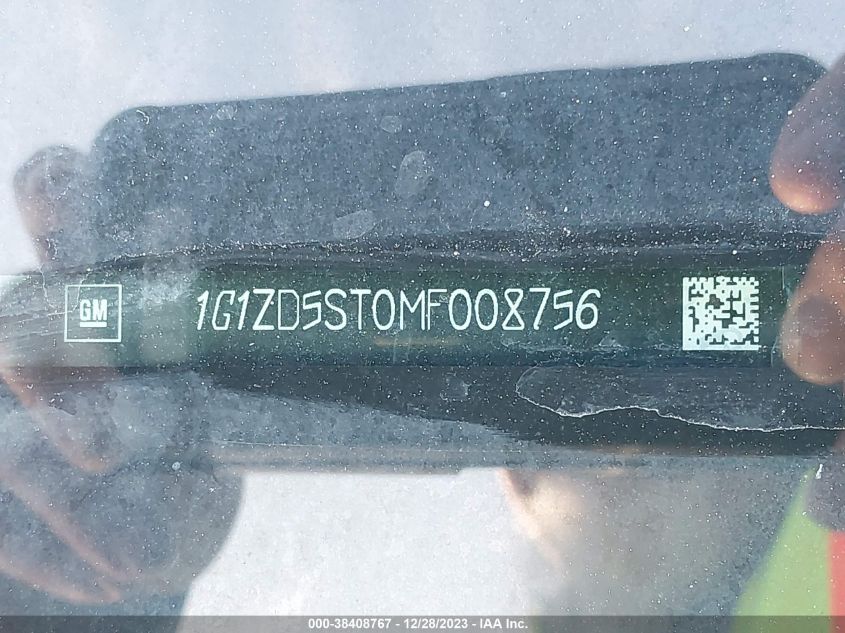 GM
1G1ZD5ST0MF008756
000-38408767 - 12/28/2023 - IAA Inc.